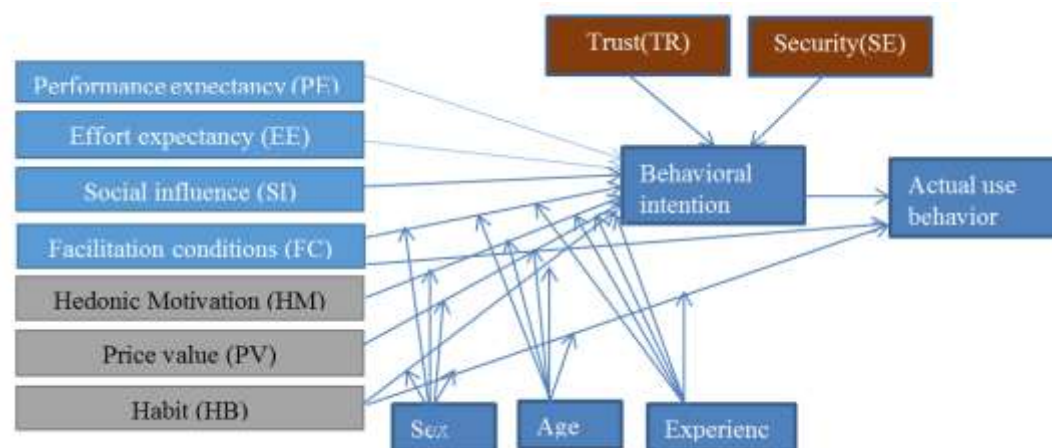 Trust(TR)
Security(SE)
Performance expectancy (PE)
Effort expectancy (EE)
Social influence (SI)
Facilitation conditions (FC)
Hedonic Motivation (HM)
Price value (PV)
Habit (HB)
Behavioral
intention
Actual use
behavior
Sex
Age
Experienc